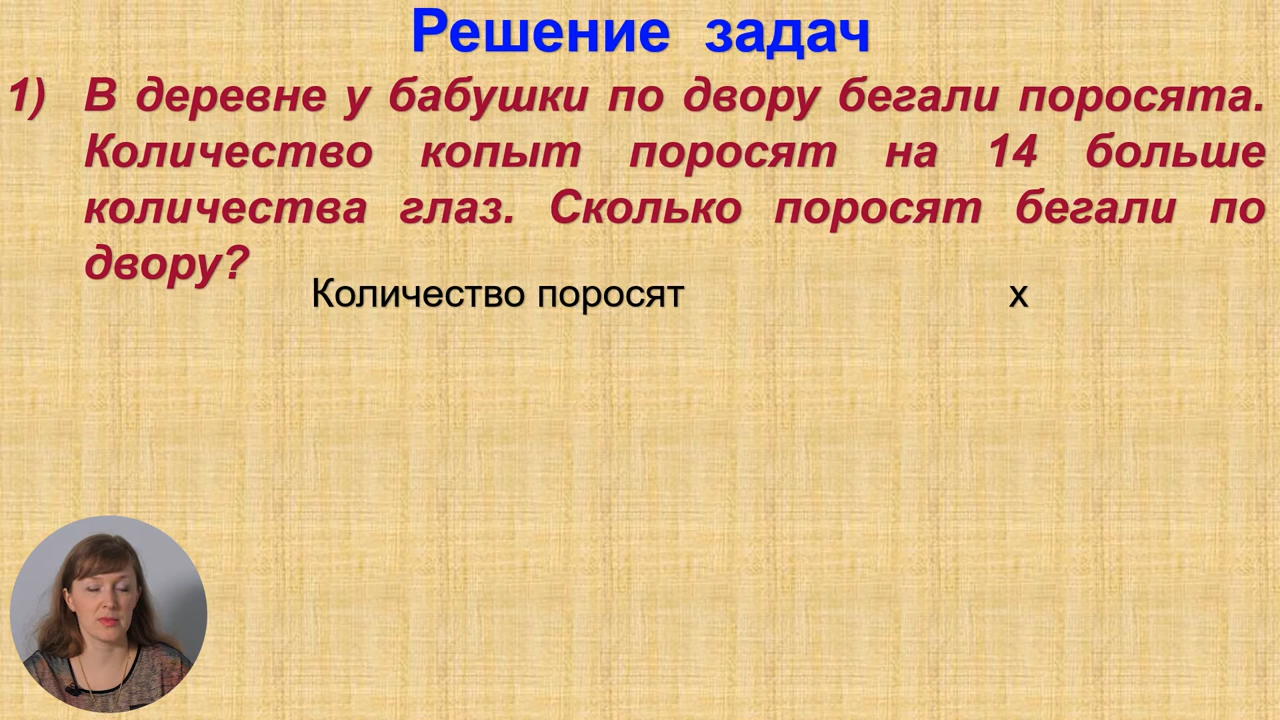 Решение задач
1) В деревне у бабушки по двору бегали поросята.
Количество копыт поросят на 14 больше
количества глаз. Сколько поросят бегали по
двору?
Количество поросят х